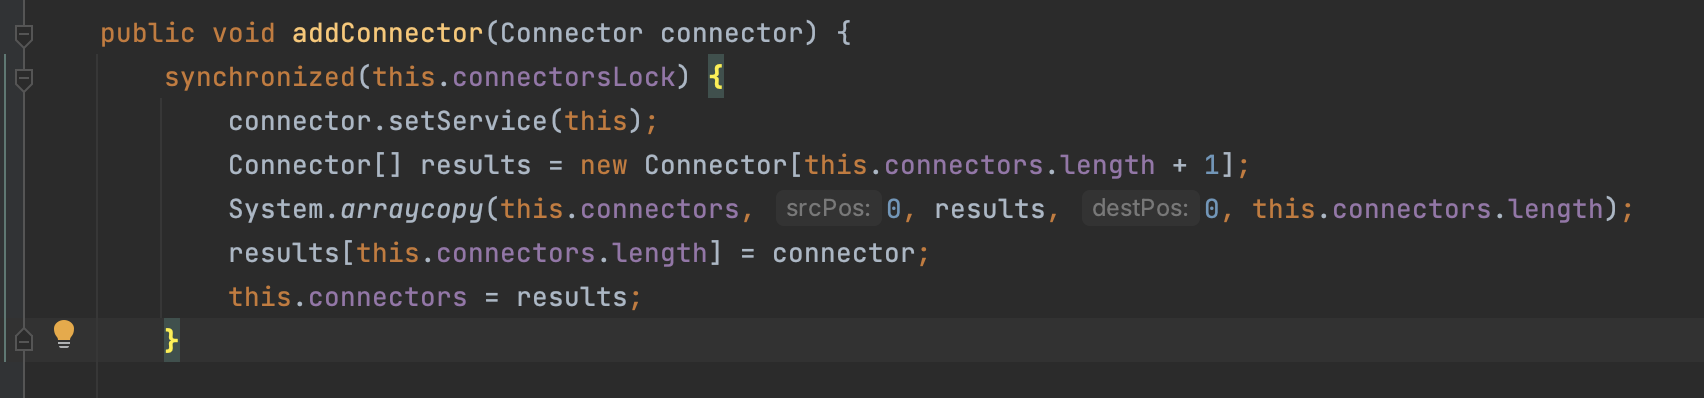 public void addConnector(Connector connector) {
synchronized(this.connectorsLock) {
connector.setService(this);
Connector[] results = new Connector[this.connectors.length + 1];
System.arraycopy(this.connectors, srcPos: 0, results, destPos: 0, this.connectors.length);
results[this.connectors.length] = connector;
this.connectors = results;
}